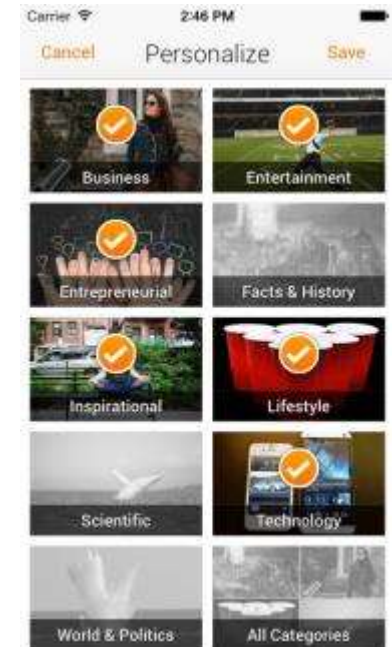 Carrier 2:46 PM
Cancel Personalize Save
Business Entertainment
Entrepreneurial Facts & History
Inspirational Lifestyle
Scientific Technology
World & Politics All Categories